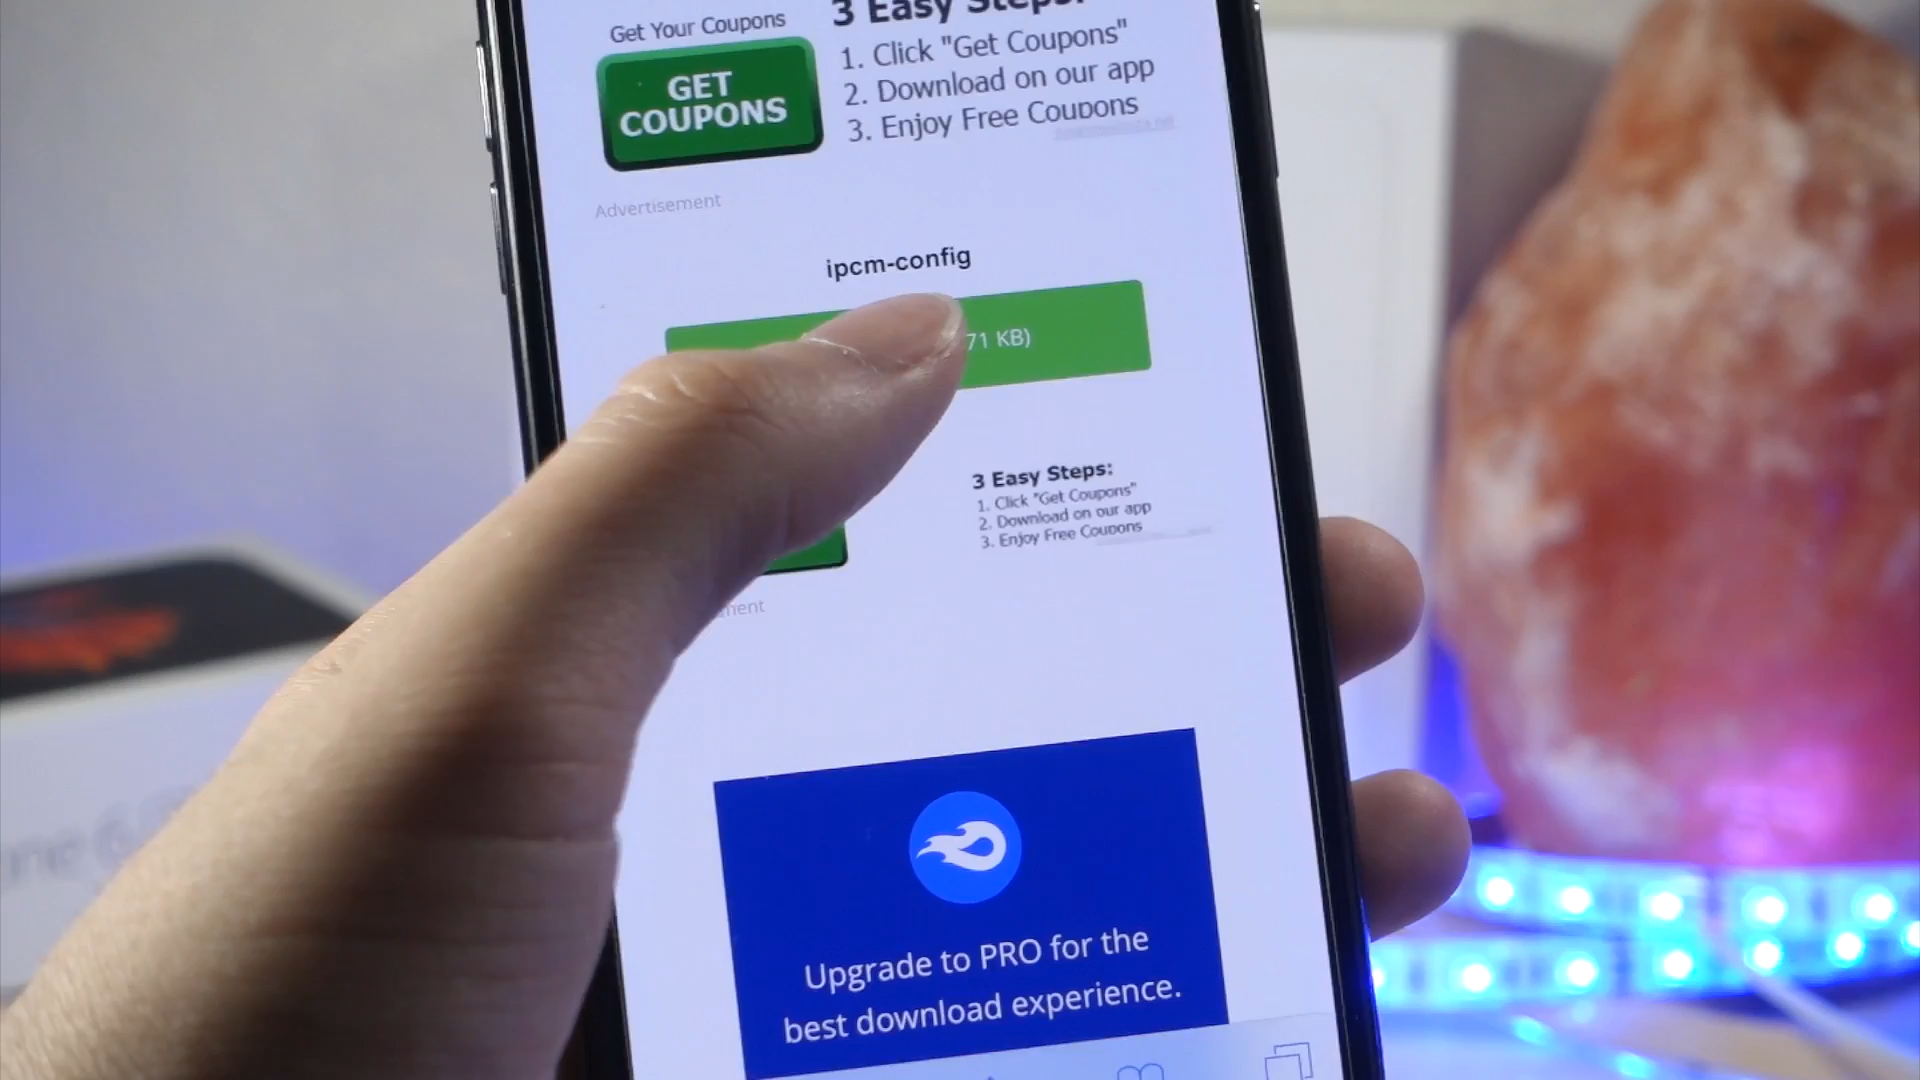 Get Your Coupons
GET
COUPONS
3 Easy Steps:
1. Click "Get Coupons"
2. Download on our app
3. Enjoy Free Coupons
Advertisement
ipcm-config
71 KB)
3 Easy Steps:
1. Click "Get Coupons"
2. Download on our app
3. Enjoy Free Coupons
Upgrade to PRO for the
best download experience.